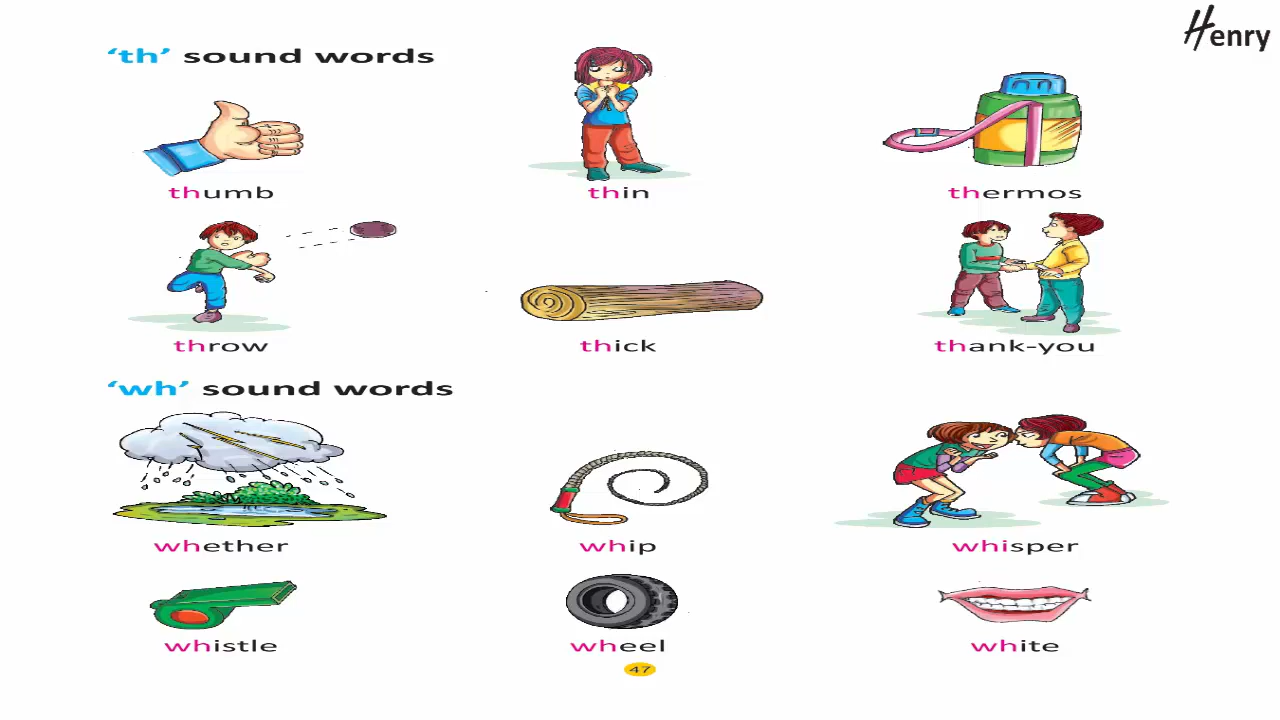 Henry
‘th’ sound words
thumb thin thermos
throw thick thank-you
‘wh’ sound words
whether whip whisper
whistle wheel white
47